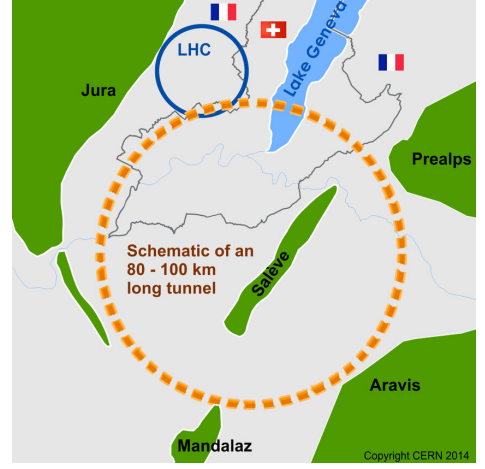 LHC
Lake Geneva
Jura
Prealps
Schematic of an
80 - 100 km
long tunnel
Salève
Aravis
Mandalaz
Copyright CERN 2014